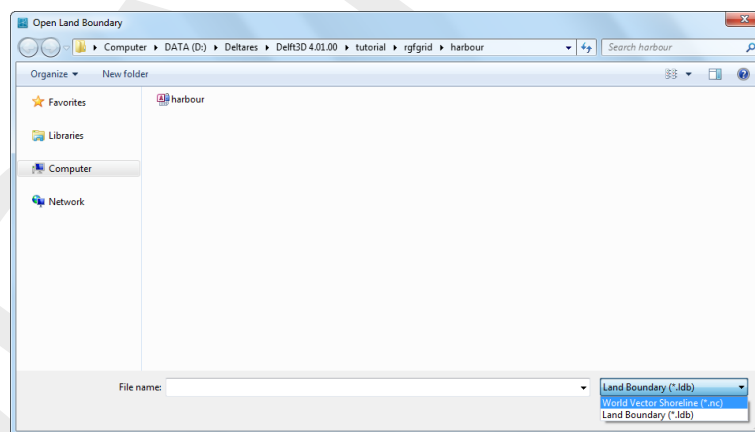 Open Land Boundary
Computer ▸ DATA (D:) ▸ Deltares ▸ Delft3D 4.01.00 ▸ tutorial ▸ rgfgrid ▸ harbour
Search harbour
Organize
New folder
Favorites
harbour
Libraries
Computer
Network
File name:
Land Boundary (*.ldb)
World Vector Shoreline (*.nc)
Land Boundary (*.ldb)